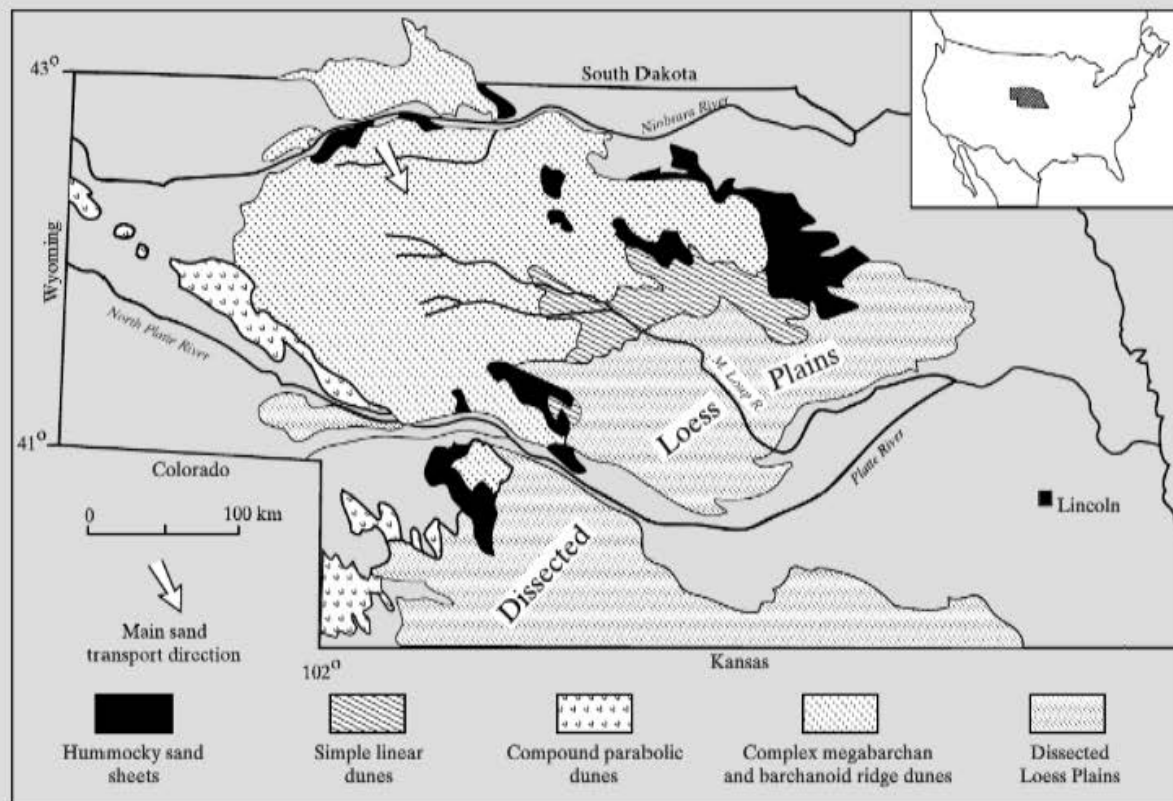 43°
South Dakota
Niobrara River
Wyoming
North Platte River
M. Loup R
Plains
Loess
Platte River
41°
Colorado
0
100 km
Lincoln
Dissected
Main sand
transport direction
102°
Kansas
Hummocky sand
sheets
Simple linear
dunes
Compound parabolic
dunes
Complex megabarchan
and barchanoid ridge dunes
Dissected
Loess Plains